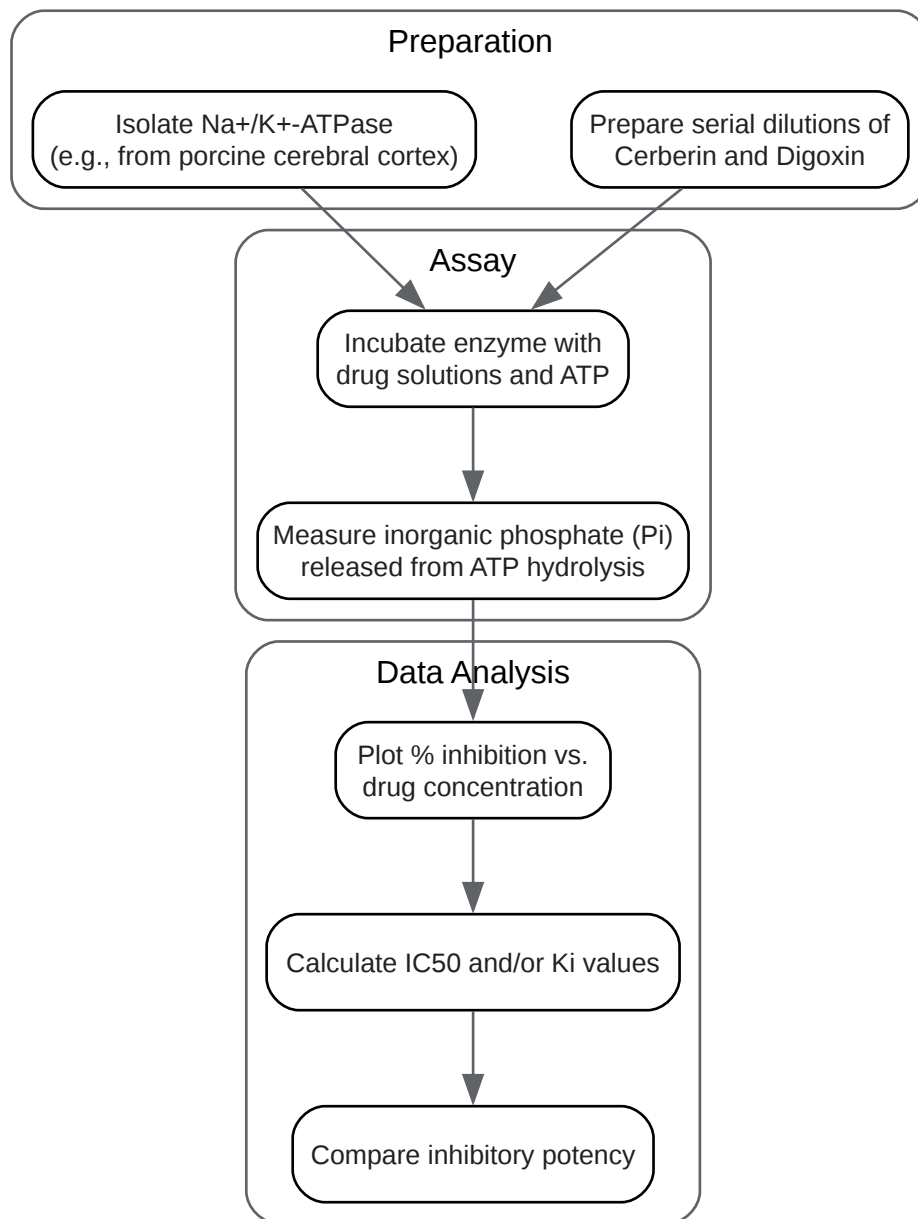 Preparation
Isolate Na+/K+-ATPase
(e.g., from porcine cerebral cortex)
Prepare serial dilutions of
Cerberin and Digoxin
Assay
Incubate enzyme with
drug solutions and ATP
Measure inorganic phosphate (Pi)
released from ATP hydrolysis
Data Analysis
Plot % inhibition vs.
drug concentration
Calculate IC50 and/or Ki values
Compare inhibitory potency